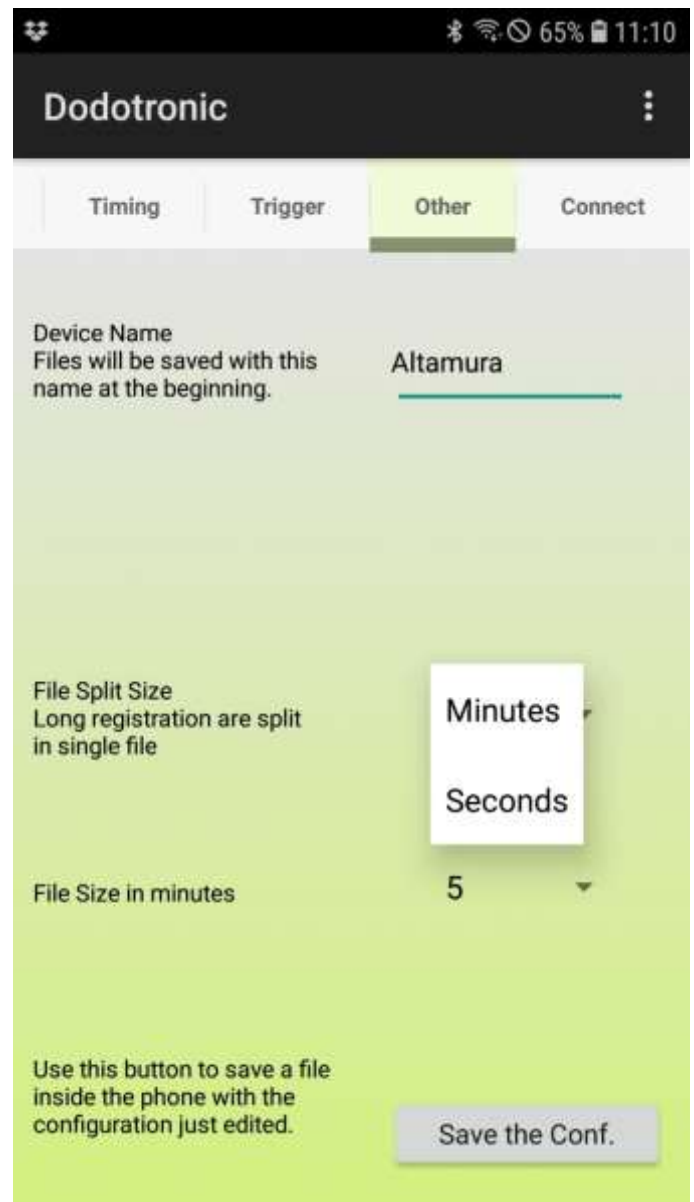 65% 11:10
Dodotronic
Timing Trigger Other Connect
Device Name
Files will be saved with this
name at the beginning.
Altamura
File Split Size
Long registration are split
in single file
Minutes
Seconds
File Size in minutes
5
Use this button to save a file
inside the phone with the
configuration just edited.
Save the Conf.